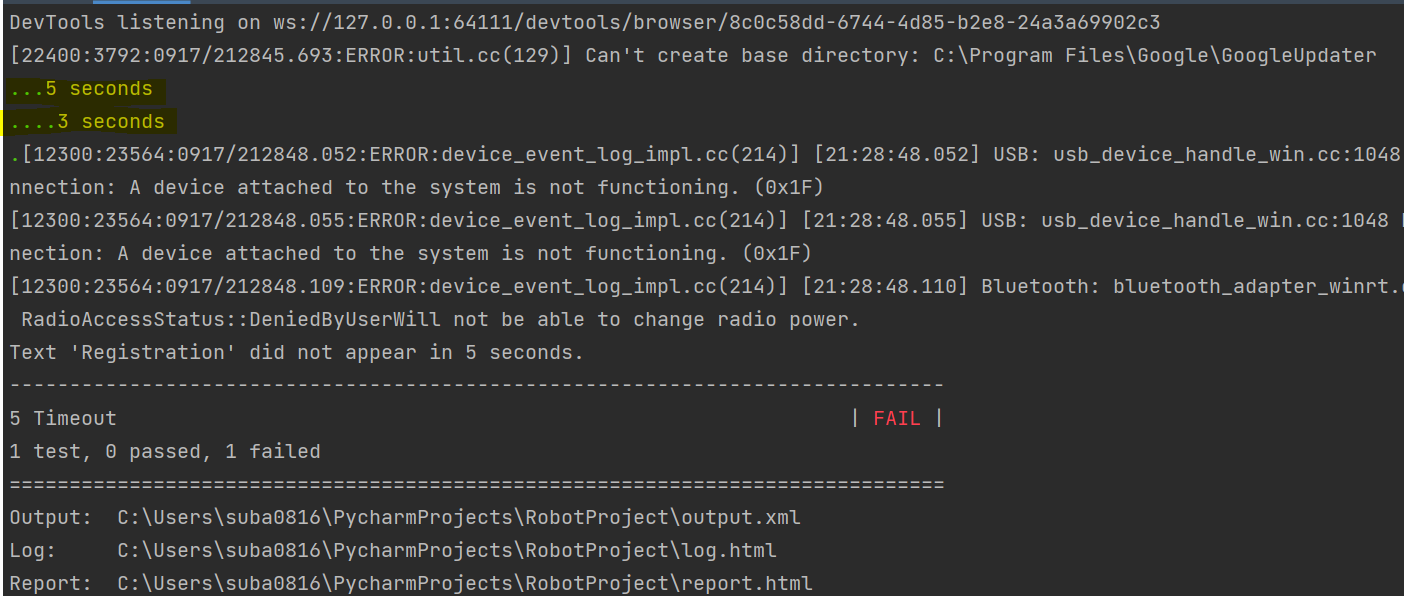 DevTools listening on ws://127.0.0.1:64111/devtools/browser/8c0c58dd-6744-4d85-b2e8-24a3a69902c3
[22400:3792:0917/212845.693:ERROR:util.cc(129)] Can't create base directory: C:\Program Files\Google\GoogleUpdater
...5 seconds
....3 seconds
.[12300:23564:0917/212848.052:ERROR:device_event_log_impl.cc(214)] [21:28:48.052] USB: usb_device_handle_win.cc:1048
nnection: A device attached to the system is not functioning. (0x1F)
[12300:23564:0917/212848.055:ERROR:device_event_log_impl.cc(214)] [21:28:48.055] USB: usb_device_handle_win.cc:1048
nection: A device attached to the system is not functioning. (0x1F)
[12300:23564:0917/212848.109:ERROR:device_event_log_impl.cc(214)] [21:28:48.110] Bluetooth: bluetooth_adapter_winrt.
 RadioAccessStatus::DeniedByUserWill not be able to change radio power.
Text 'Registration' did not appear in 5 seconds.
------------------------------------------------------------------------------
5 Timeout | FAIL |
1 test, 0 passed, 1 failed
==============================================================================
Output: C:\Users\suba0816\PycharmProjects\RobotProject\output.xml
Log: C:\Users\suba0816\PycharmProjects\RobotProject\log.html
Report: C:\Users\suba0816\PycharmProjects\RobotProject\report.html